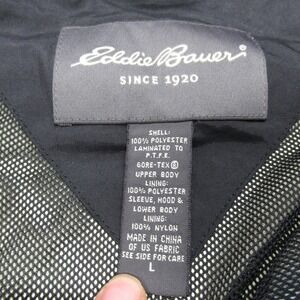 Eddie Bauer
SINCE 1920
SHELL:
100% POLYESTER
LAMINATED TO
P.T.F.E.
GORE-TEX®
UPPER BODY
LINING:
100% POLYESTER
SLEEVE, HOOD &
LOWER BODY
LINING:
100% NYLON
MADE IN CHINA
OF US FABRIC
SEE SIDE FOR CARE
L